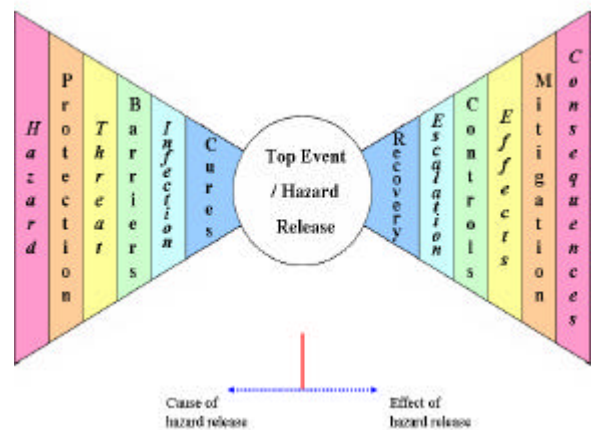 Hazard
Protection
Threat
Barriers
Infection
Cures
Top Event
/ Hazard
Release
Recovery
Escalation
Controls
Effects
Mitigation
Consequences
Cause of
hazard release
Effect of
hazard release